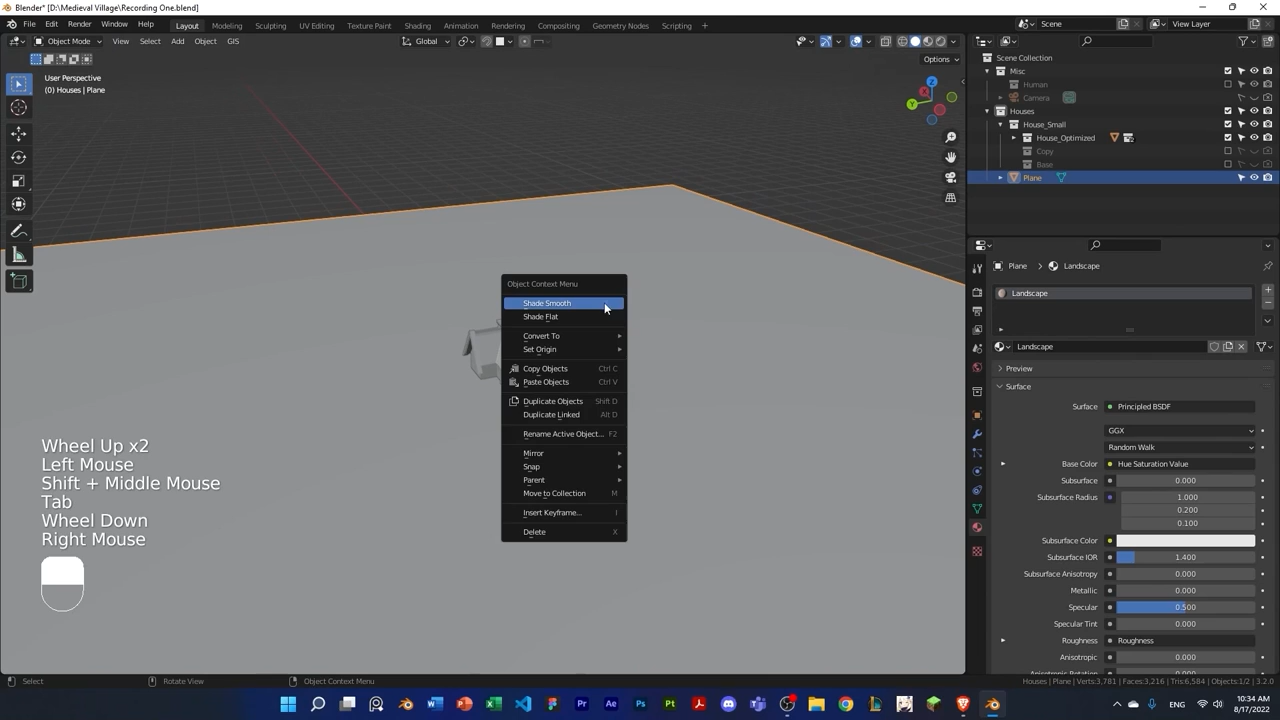 Blender* [D:\Medieval Village\Recording One.blend]
File Edit Render Window Help Layout Modeling Sculpting UV Editing Texture Paint Shading Animation Rendering Compositing Geometry Nodes Scripting + Scene View Layer
Object Mode View Select Add Object GIS Global
Options
User Perspective
(0) Houses | Plane
Z
Y
X
Scene Collection
Misc
Human
Camera
Houses
House_Small
House_Optimized
Copy
Base
Plane
Plane > Landscape
Landscape
Landscape
Preview
Surface
Surface Principled BSDF
GGX
Random Walk
Base Color Hue Saturation Value
Subsurface 0.000
Subsurface Radius 1.000
0.200
0.100
Subsurface Color
Subsurface IOR 1.400
Subsurface Anisotropy 0.000
Metallic 0.000
Specular 0.500
Specular Tint 0.000
Roughness Roughness
Anisotropic 0.000
Anisotropic Rotation 0.000
Object Context Menu
Shade Smooth
Shade Flat
Convert To
Set Origin
Copy Objects Ctrl C
Paste Objects Ctrl V
Duplicate Objects Shift D
Duplicate Linked Alt D
Rename Active Object... F2
Mirror
Snap
Parent
Move to Collection M
Insert Keyframe... I
Delete X
Wheel Up x2
Left Mouse
Shift + Middle Mouse
Tab
Wheel Down
Right Mouse
Select Rotate View Object Context Menu Houses | Plane | Verts:3,781 | Faces:3,216 | Tris:6,584 | Objects:1/2 | 3.2.0
10:34 AM
8/17/2022